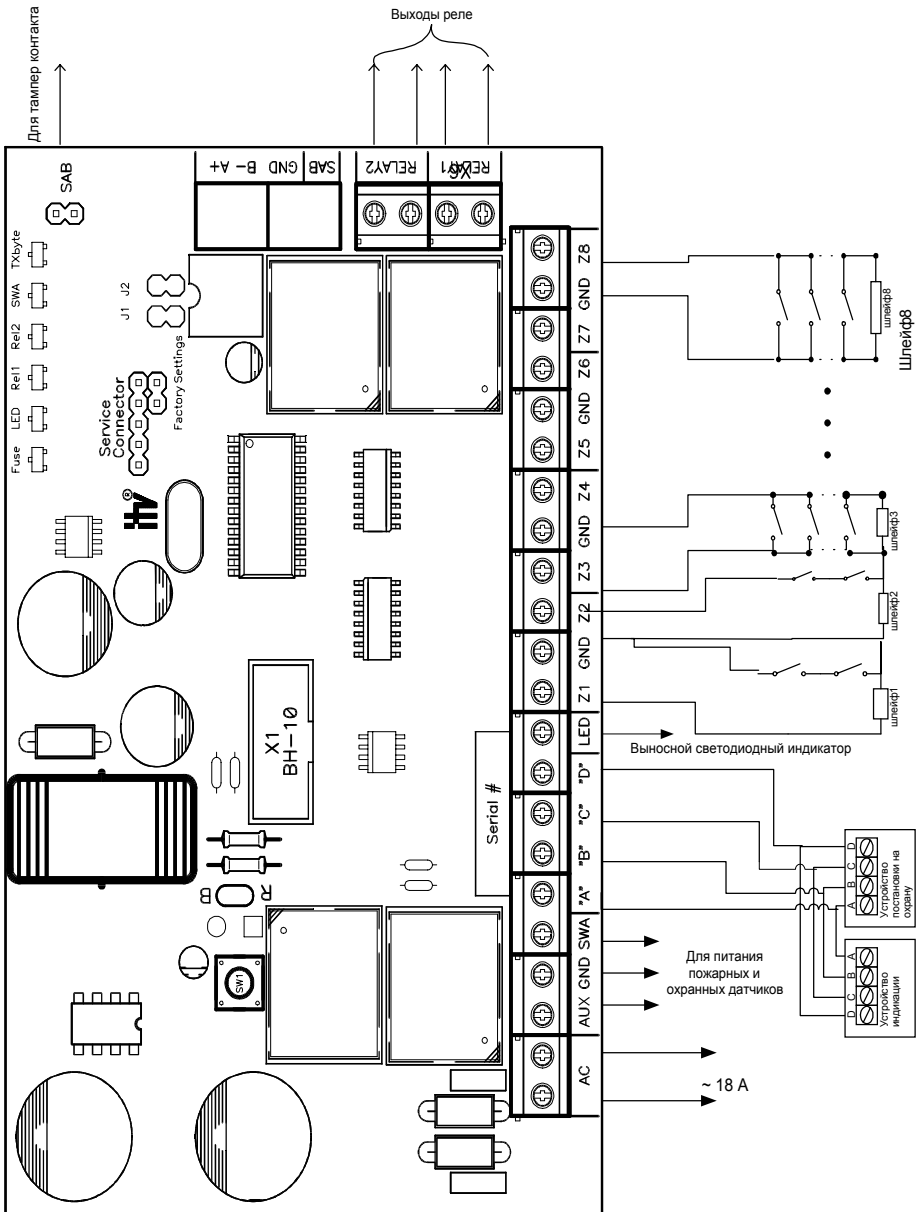 Выходы реле
Для тампер контакта
SAB
TXbyte
SWA
Rel2
Rel1
LED
Fuse
A+
B-
GND
SAB
RELAY2
RELAY1
X6
J1
J2
Service
Connector
Factory Settings
itv®
X1
BH-10
Serial #
R
B
SW1
AC
AUX
GND
SWA
"A"
"B"
"C"
"D"
LED
Z1
GND
Z2
Z3
GND
Z4
Z5
GND
Z6
Z7
GND
Z8
шлейф8
Шлейф8
шлейф3
шлейф2
шлейф1
Выносной светодиодный индикатор
Для питания
пожарных и
охранных датчиков
~ 18 A
A
B
C
D
Устройство
постановки на
охрану
A
B
C
D
Устройство
индикации